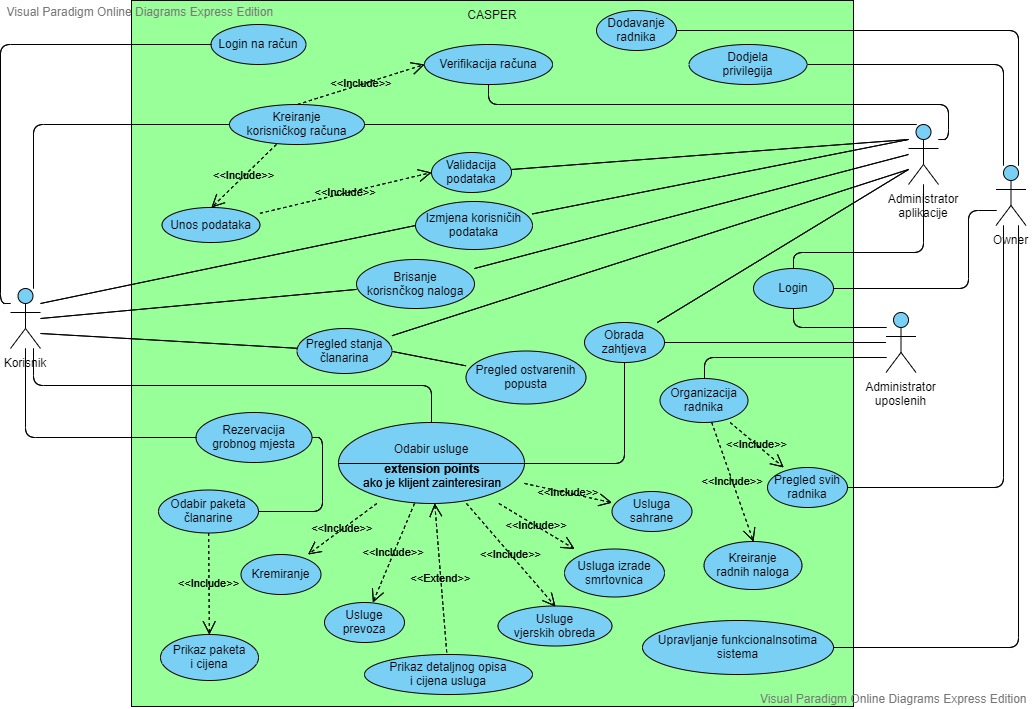 Visual Paradigm Online Diagrams Express Edition
CASPER
Login na račun
Dodavanje
radnika
Dodjela
privilegija
Verifikacija računa
<<Include>>
Kreiranje
korisničkog računa
<<Include>>
Validacija
podataka
<<Include>>
Unos podataka
Izmjena korisničih
podataka
Administrator
aplikacije
Owner
Brisanje
korisnčkog naloga
Login
Korisnik
Pregled stanja
članarina
Obrada
zahtjeva
Pregled ostvarenih
popusta
Administrator
uposlenih
Organizacija
radnika
Rezervacija
grobnog mjesta
Odabir usluge
extension points
ako je klijent zainteresiran
<<Include>>
<<Include>>
Pregled svih
radnika
Odabir paketa
članarine
<<Include>>
Usluga
sahrane
<<Include>>
<<Include>>
<<Include>>
<<Include>>
<<Extend>>
<<Include>>
Kremiranje
Usluga izrade
smrtovnica
Kreiranje
radnih naloga
Usluge
prevoza
Usluge
vjerskih obreda
Prikaz paketa
i cijena
Prikaz detaljnog opisa
i cijena usluga
Upravljanje funkcionalnsotima
sistema
Visual Paradigm Online Diagrams Express Edition